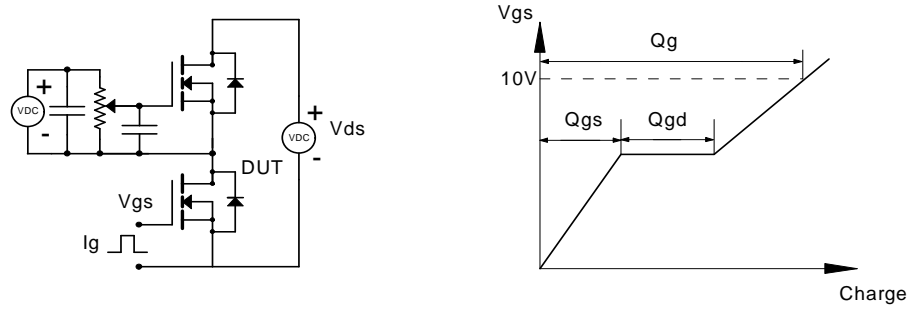 +
VDC
-
+
VDC
-
Vds
DUT
Vgs
Ig
Vgs
Qg
10V
Qgs
Qgd
Charge